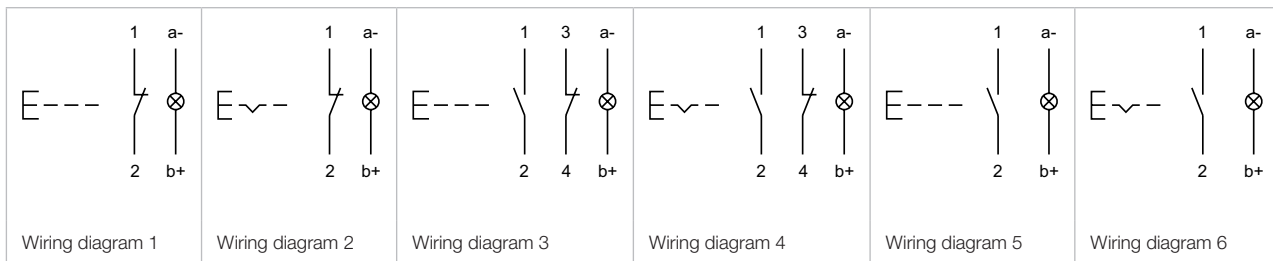 1 a- 1 a- 1 3 a- 1 3 a- 1 a- 1 a-
2 b+ 2 b+ 2 4 b+ 2 4 b+ 2 b+ 2 b+
Wiring diagram 1 Wiring diagram 2 Wiring diagram 3 Wiring diagram 4 Wiring diagram 5 Wiring diagram 6